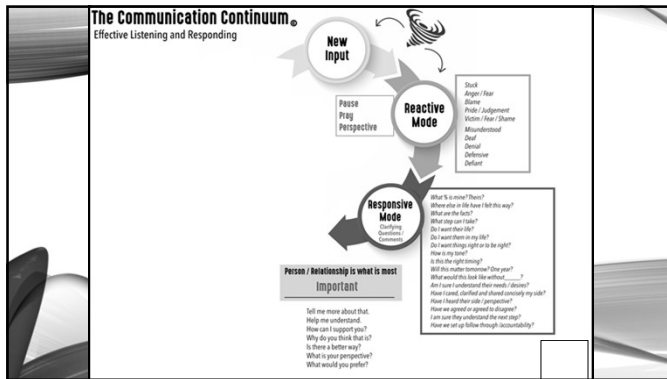 The Communication Continuum
Effective Listening and Responding
New
Input
Pause
Pray
Perspective
Reactive
Mode
Stuck
Anger / Fear
Blame
Pride / Judgement
Victim / Fear / Shame
Misunderstood
Deaf
Denial
Defensive
Defiant
Responsive
Mode
Clarifying
Questions /
Comments
What % is mine? Theirs?
Where else in life have I felt this way?
What are the facts?
What step can I take?
Do I want their life?
Do I want them in my life?
Do I want things right or to be right?
How is my tone?
Is this the right timing?
Will this matter tomorrow? One year?
What would this look like without_____?
Am I sure I understand their needs / desires?
Have I cared, clarified and shared concisely my side?
Have I heard their side / perspective?
Have we agreed or agreed to disagree?
I am sure they understand the next step?
Have we set up follow through /accountability?
Person / Relationship is what is most
Important
Tell me more about that.
Help me understand.
How can I support you?
Why do you think that is?
Is there a better way?
What is your perspective?
What would you prefer?